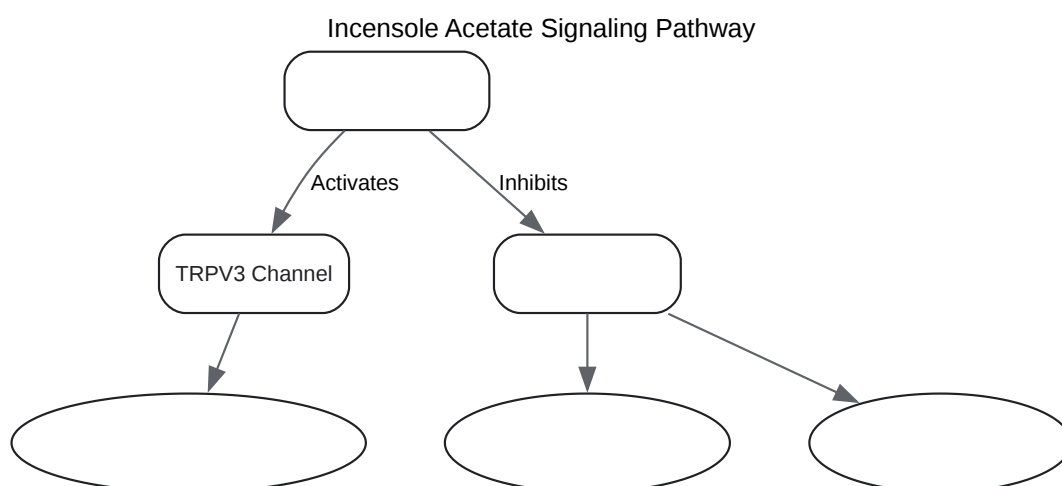 Incensole Acetate Signaling Pathway
Activates
Inhibits
TRPV3 Channel